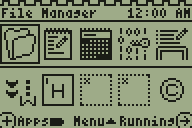 File Manager 12:00 AM
H
©
Apps Menu Running